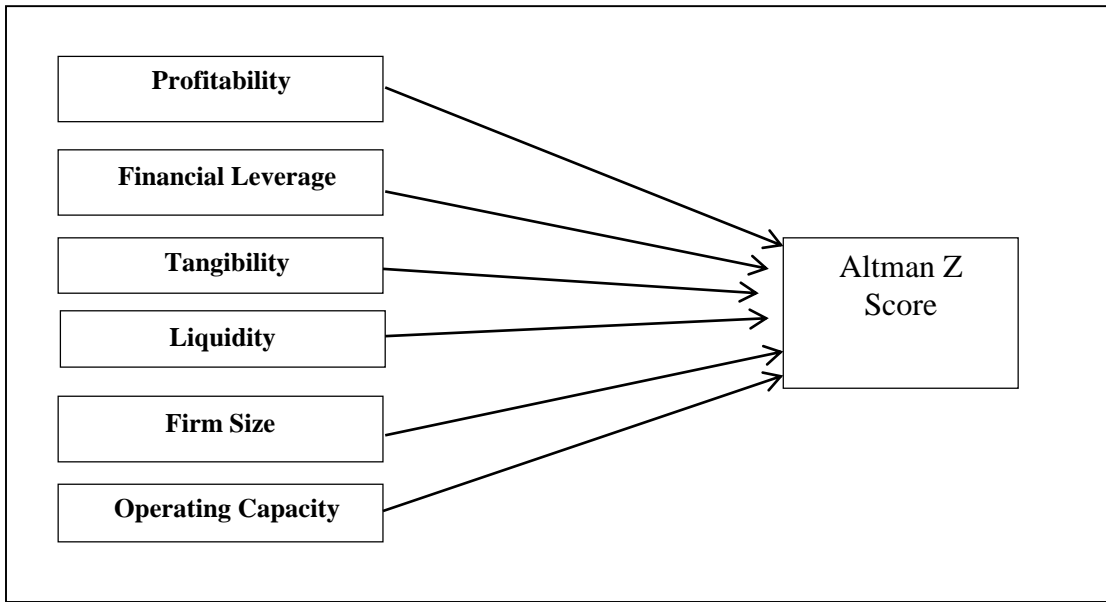 Profitability
Financial Leverage
Tangibility
Liquidity
Firm Size
Operating Capacity
Altman Z
Score